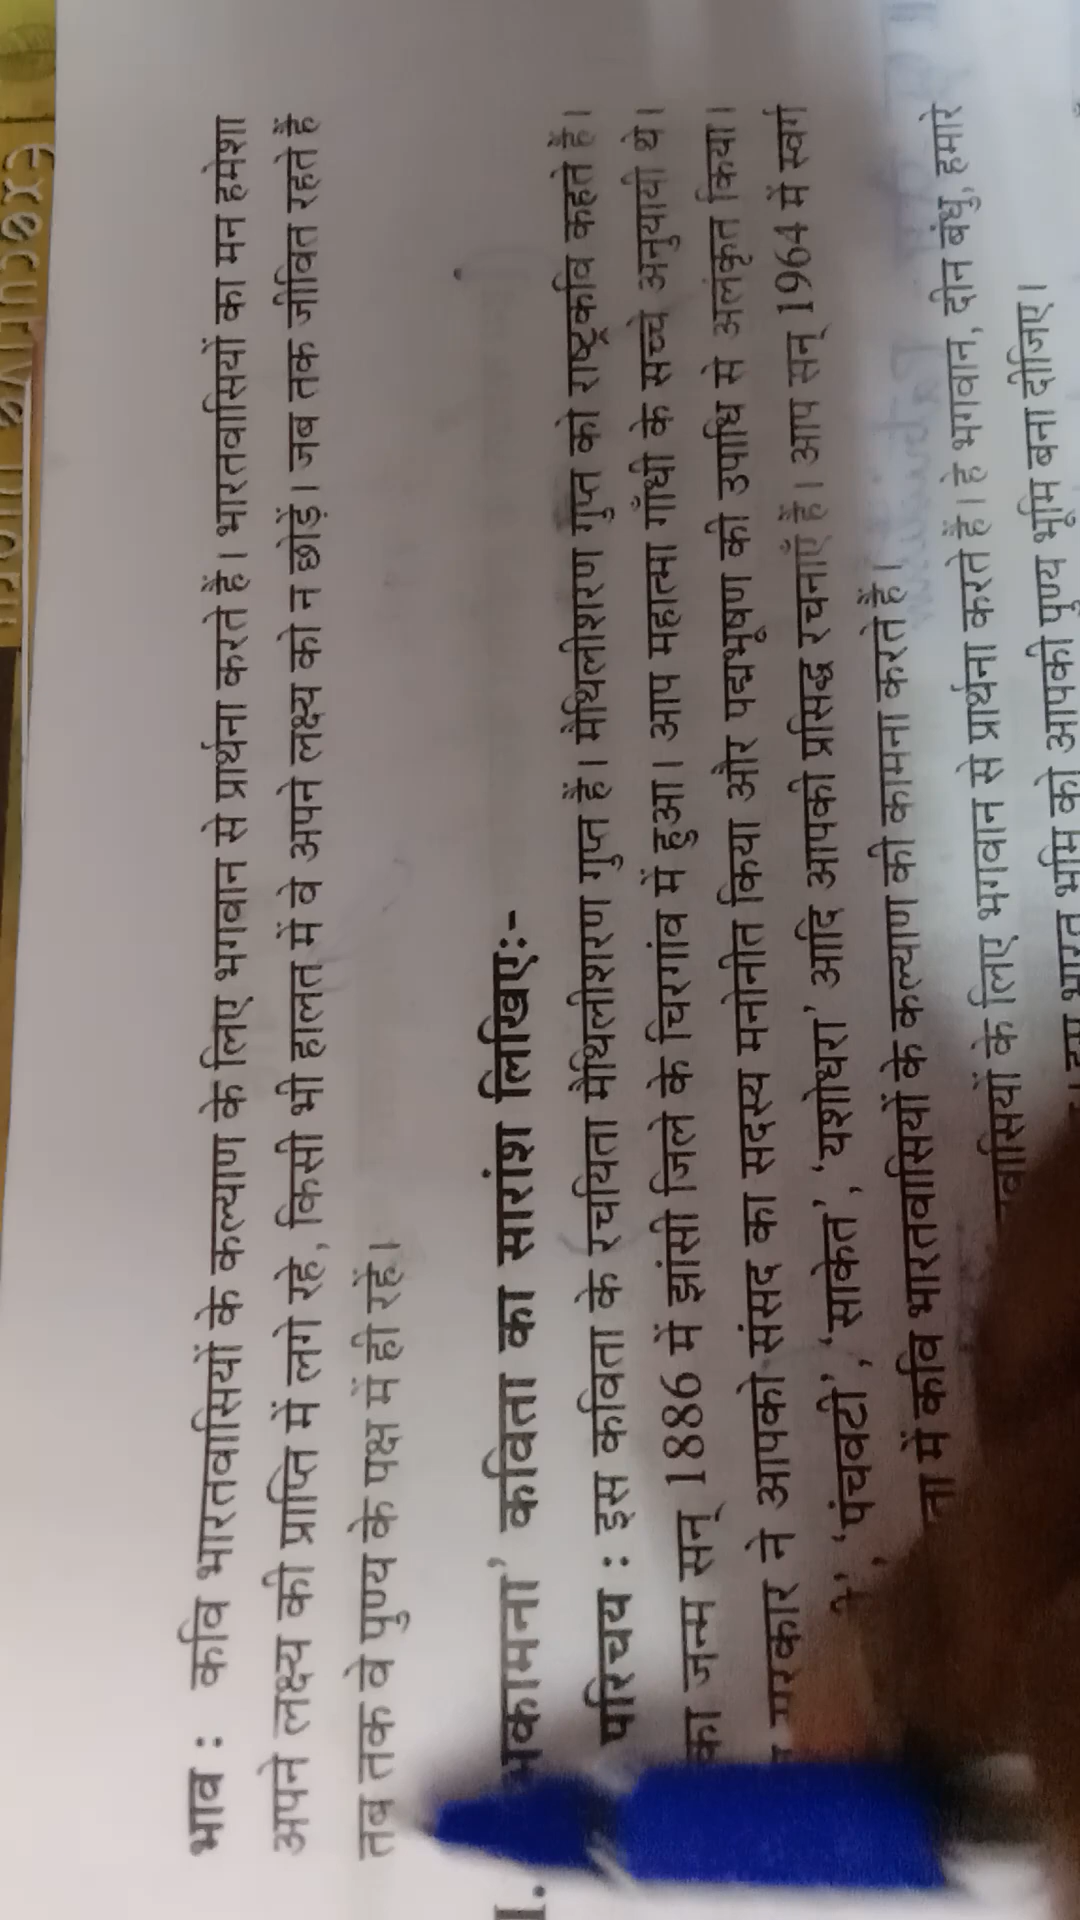 Executive Diary
भाव : कवि भारतवासियों के कल्याण के लिए भगवान से प्रार्थना करते हैं। भारतवासियों का मन हमेशा
अपने लक्ष्य की प्राप्ति में लगे रहे, किसी भी हालत में वे अपने लक्ष्य को न छोड़ें। जब तक जीवित रहते हैं
तब तक वे पुण्य के पक्ष में ही रहें।
I. भकामना' कविता का सारांश लिखिए:-
परिचय : इस कविता के रचयिता मैथिलीशरण गुप्त हैं। मैथिलीशरण गुप्त को राष्ट्रकवि कहते हैं।
का जन्म सन् 1886 में झांसी जिले के चिरगांव में हुआ। आप महात्मा गाँधी के सच्चे अनुयायी थे।
सरकार ने आपको संसद का सदस्य मनोनीत किया और पद्मभूषण की उपाधि से अलंकृत किया।
'पंचवटी', 'साकेत', 'यशोधरा' आदि आपकी प्रसिद्ध रचनाएँ हैं। आप सन् 1964 में स्वर्ग
ता में कवि भारतवासियों के कल्याण की कामना करते हैं।
वासियों के लिए भगवान से प्रार्थना करते हैं। हे भगवान, दीन बंधु, हमारे
भारत भूमि को आपकी पुण्य भूमि बना दीजिए।